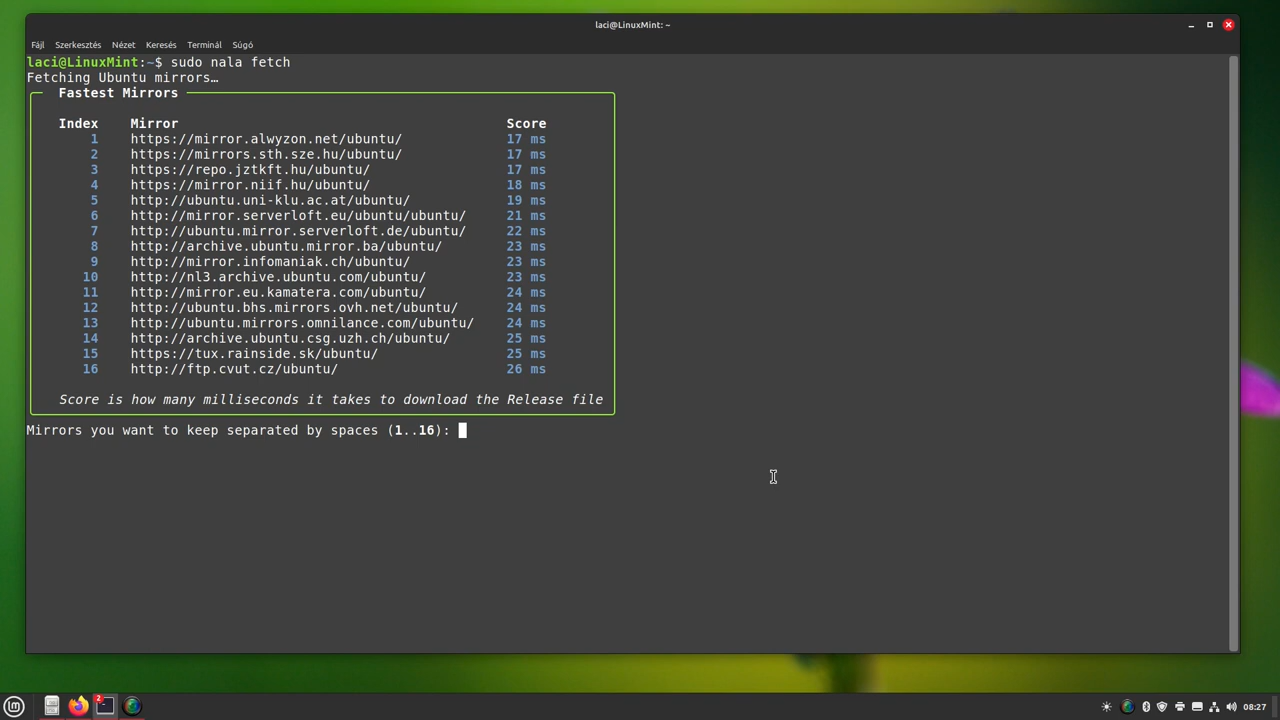 laci@LinuxMint: ~
Fájl Szerkesztés Nézet Keresés Terminál Súgó
laci@LinuxMint:~$ sudo nala fetch
Fetching Ubuntu mirrors…
Fastest Mirrors
Index Mirror Score
1 https://mirror.alwyzon.net/ubuntu/ 17 ms
2 https://mirrors.sth.sze.hu/ubuntu/ 17 ms
3 https://repo.jztkft.hu/ubuntu/ 17 ms
4 https://mirror.niif.hu/ubuntu/ 18 ms
5 http://ubuntu.uni-klu.ac.at/ubuntu/ 19 ms
6 http://mirror.serverloft.eu/ubuntu/ubuntu/ 21 ms
7 http://ubuntu.mirror.serverloft.de/ubuntu/ 22 ms
8 http://archive.ubuntu.mirror.ba/ubuntu/ 23 ms
9 http://mirror.infomaniak.ch/ubuntu/ 23 ms
10 http://nl3.archive.ubuntu.com/ubuntu/ 23 ms
11 http://mirror.eu.kamatera.com/ubuntu/ 24 ms
12 http://ubuntu.bhs.mirrors.ovh.net/ubuntu/ 24 ms
13 http://ubuntu.mirrors.omnilance.com/ubuntu/ 24 ms
14 http://archive.ubuntu.csg.uzh.ch/ubuntu/ 25 ms
15 https://tux.rainside.sk/ubuntu/ 25 ms
16 http://ftp.cvut.cz/ubuntu/ 26 ms
Score is how many milliseconds it takes to download the Release file
Mirrors you want to keep separated by spaces (1..16):
2
08:27